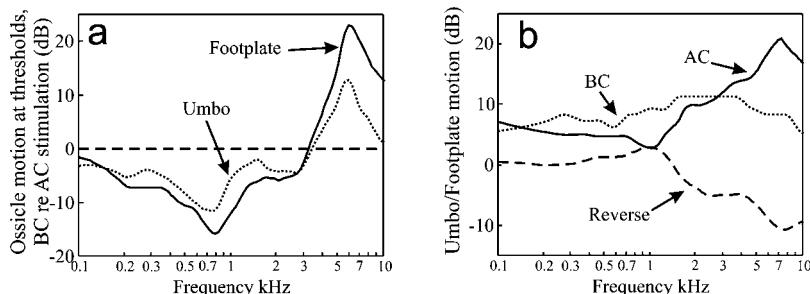 a
Ossicle motion at thresholds,
BC re AC stimulation (dB)
20
10
0
-10
-20
Footplate
Umbo
0.1 0.2 0.3 0.5 0.7 1 2 3 5 7 10
Frequency kHz
b
Umbo/Footplate motion (dB)
20
10
0
-10
AC
BC
Reverse
0.1 0.2 0.3 0.5 0.7 1 2 3 5 7 10
Frequency kHz